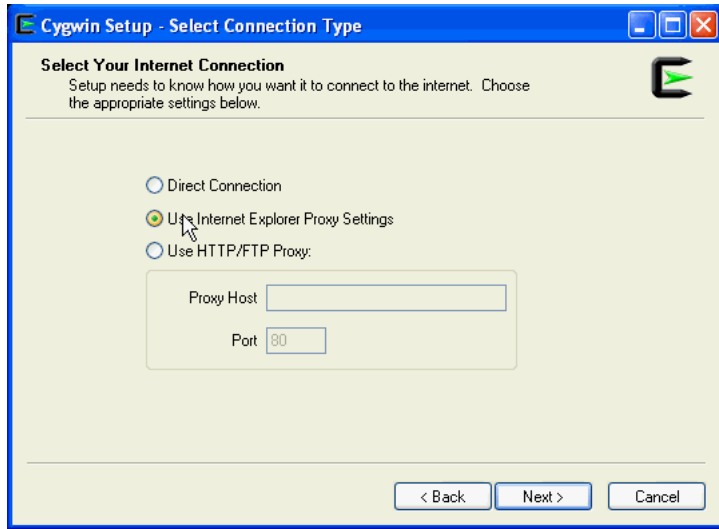 Cygwin Setup - Select Connection Type
Select Your Internet Connection
Setup needs to know how you want it to connect to the internet. Choose
the appropriate settings below.
Direct Connection
Use Internet Explorer Proxy Settings
Use HTTP/FTP Proxy:
Proxy Host
Port 80
< Back Next > Cancel